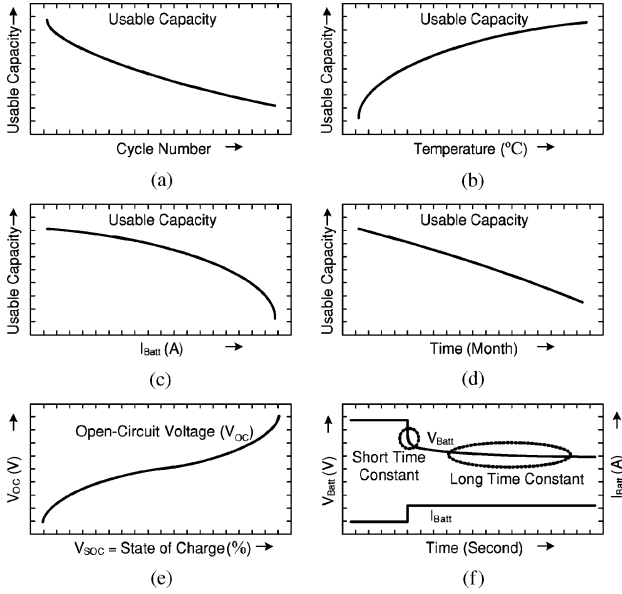 Usable Capacity
Usable Capacity →
Cycle Number →
(a)
Usable Capacity
Usable Capacity →
Temperature (ºC) →
(b)
Usable Capacity
Usable Capacity →
IBatt (A) →
(c)
Usable Capacity
Usable Capacity →
Time (Month) →
(d)
Open-Circuit Voltage (VOC)
VOC (V) →
VSOC = State of Charge (%) →
(e)
VBatt
Short Time
Constant
Long Time Constant
IBatt
VBatt (V) →
IBatt (A) →
Time (Second) →
(f)